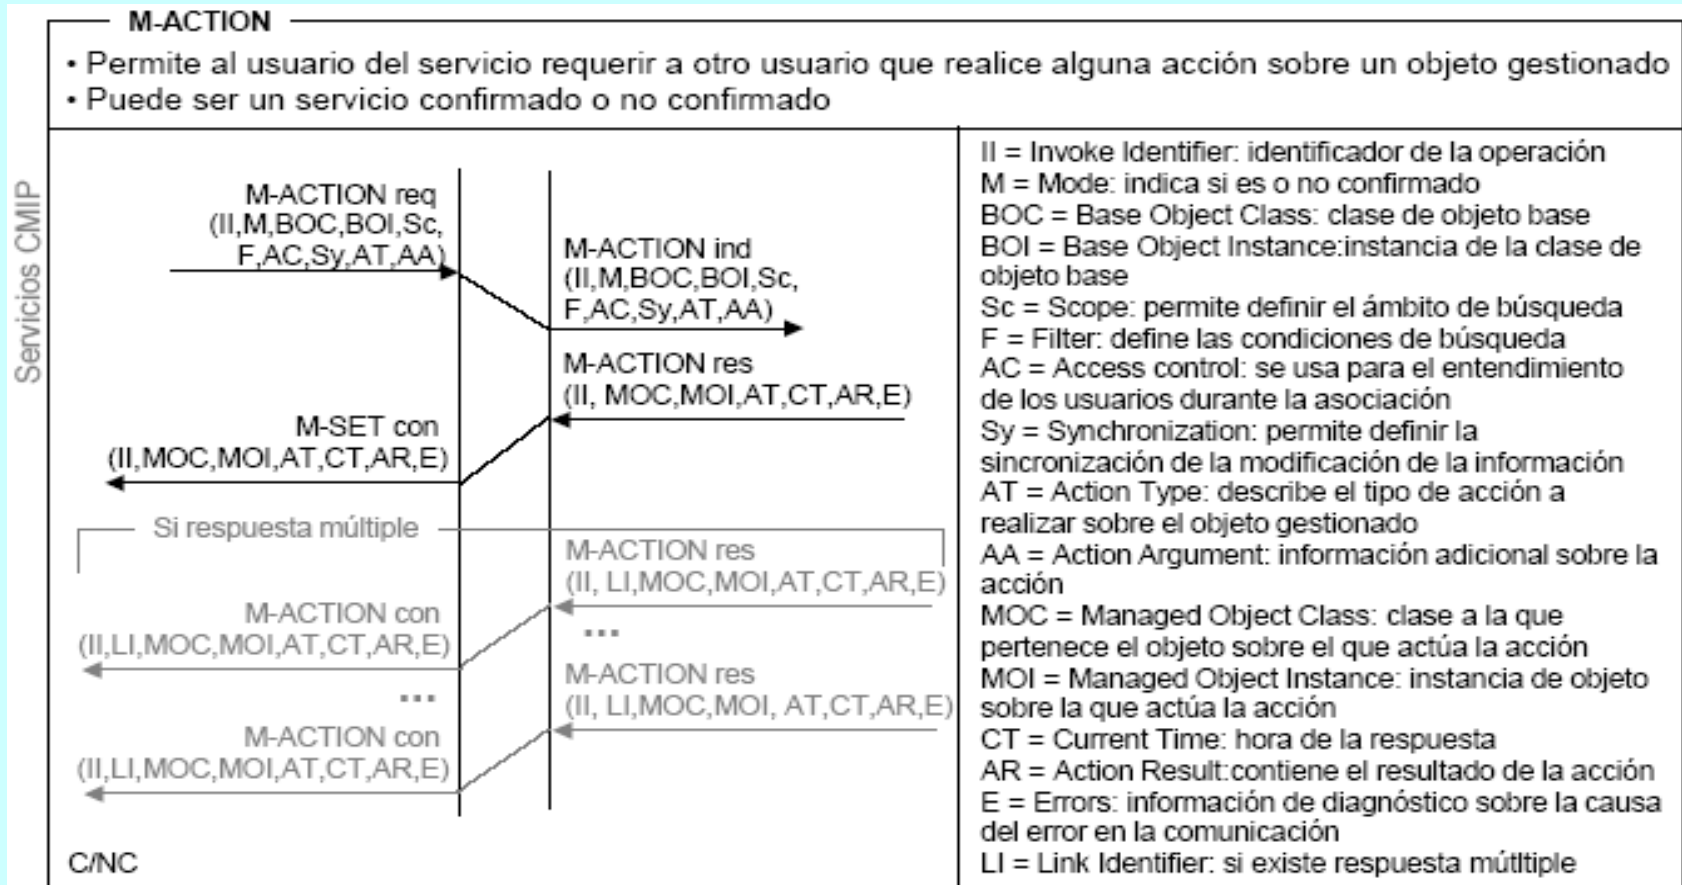 M-ACTION
• Permite al usuario del servicio requerir a otro usuario que realice alguna acción sobre un objeto gestionado
• Puede ser un servicio confirmado o no confirmado
Servicios CMIP
M-ACTION req
(II,M,BOC,BOI,Sc,
F,AC,Sy,AT,AA)
M-ACTION ind
(II,M,BOC,BOI,Sc,
F,AC,Sy,AT,AA)
M-ACTION res
(II, MOC,MOI,AT,CT,AR,E)
M-SET con
(II,MOC,MOI,AT,CT,AR,E)
Si respuesta múltiple
M-ACTION res
(II, LI,MOC,MOI,AT,CT,AR,E)
M-ACTION con
(II,LI,MOC,MOI,AT,CT,AR,E)
...
...
M-ACTION res
(II, LI,MOC,MOI, AT,CT,AR,E)
M-ACTION con
(II,LI,MOC,MOI,AT,CT,AR,E)
C/NC
II = Invoke Identifier: identificador de la operación
M = Mode: indica si es o no confirmado
BOC = Base Object Class: clase de objeto base
BOI = Base Object Instance:instancia de la clase de
objeto base
Sc = Scope: permite definir el ámbito de búsqueda
F = Filter: define las condiciones de búsqueda
AC = Access control: se usa para el entendimiento
de los usuarios durante la asociación
Sy = Synchronization: permite definir la
sincronización de la modificación de la información
AT = Action Type: describe el tipo de acción a
realizar sobre el objeto gestionado
AA = Action Argument: información adicional sobre la
acción
MOC = Managed Object Class: clase a la que
pertenece el objeto sobre el que actúa la acción
MOI = Managed Object Instance: instancia de objeto
sobre la que actúa la acción
CT = Current Time: hora de la respuesta
AR = Action Result:contiene el resultado de la acción
E = Errors: información de diagnóstico sobre la causa
del error en la comunicación
LI = Link Identifier: si existe respuesta mútltiple